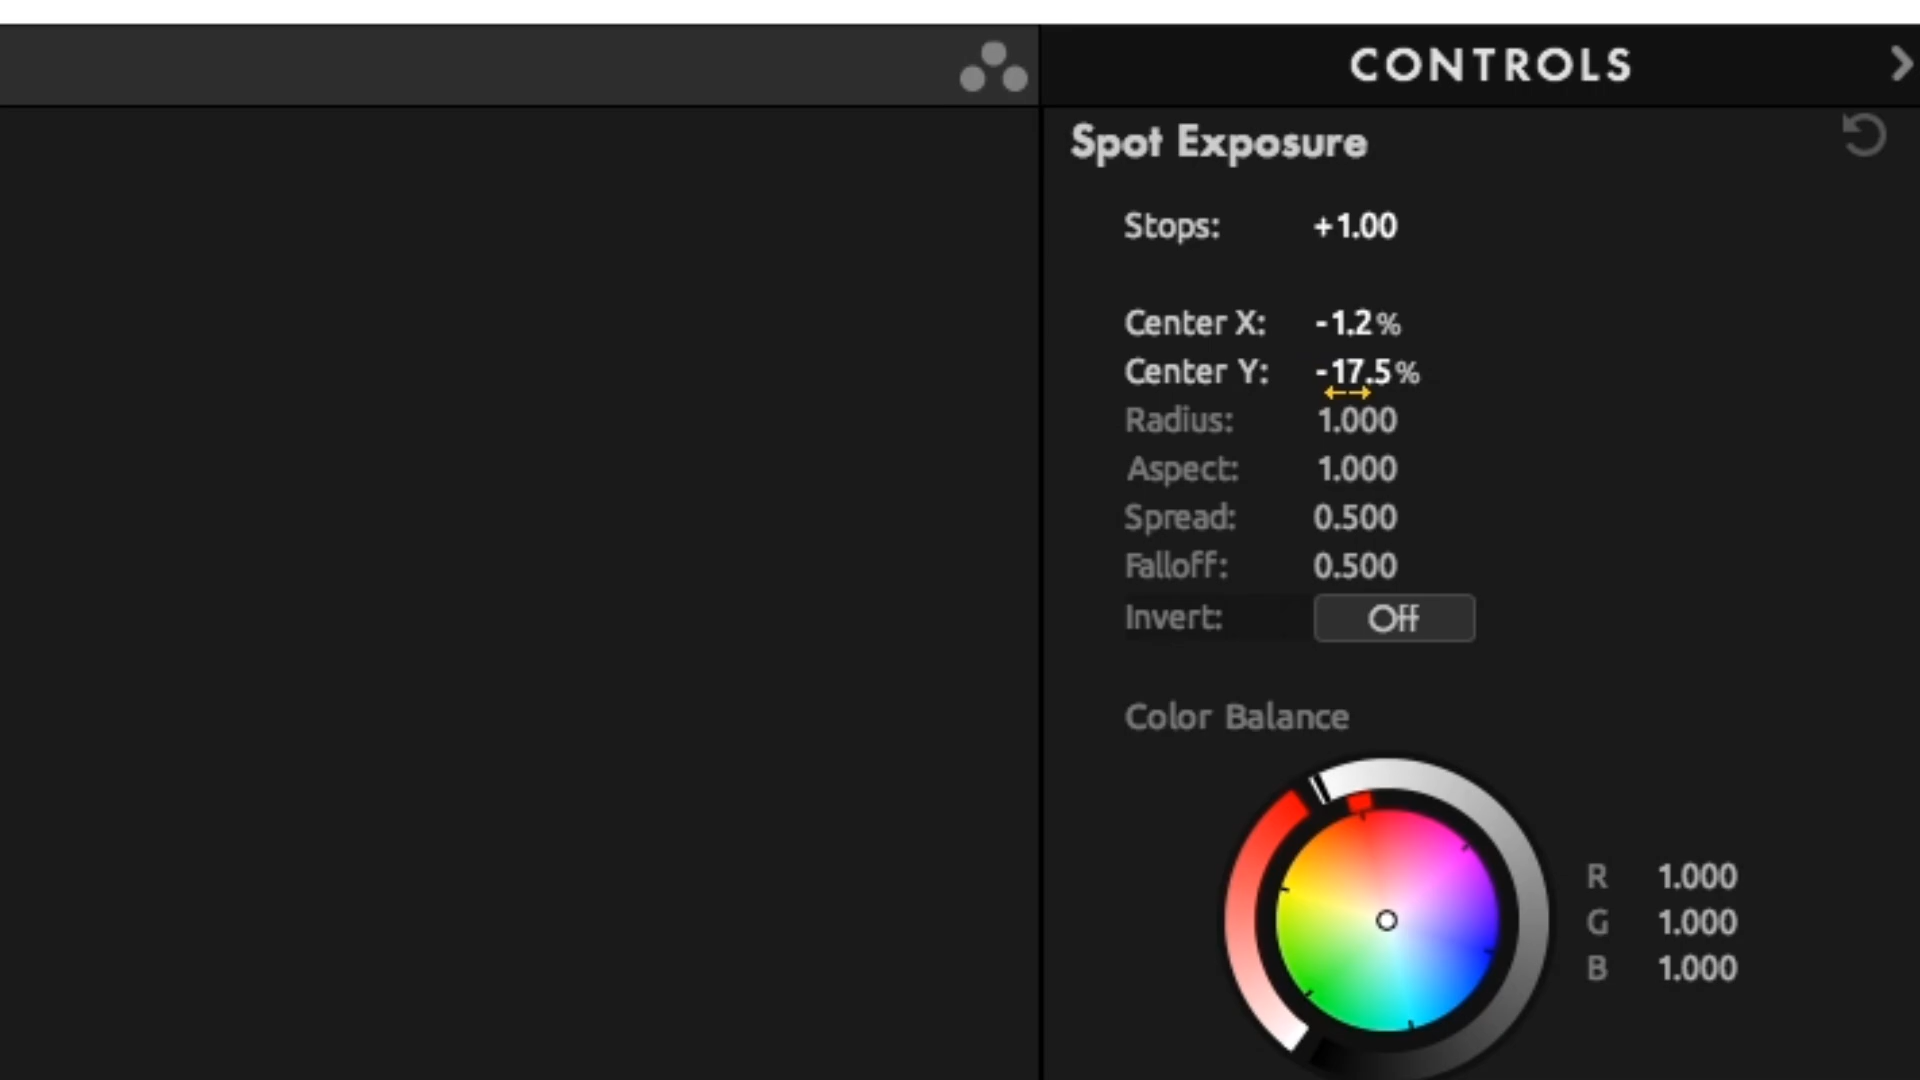 CONTROLS
Spot Exposure
Stops: +1.00
Center X: -1.2%
Center Y: -17.5%
Radius: 1.000
Aspect: 1.000
Spread: 0.500
Falloff: 0.500
Invert: Off
Color Balance
R 1.000
G 1.000
B 1.000